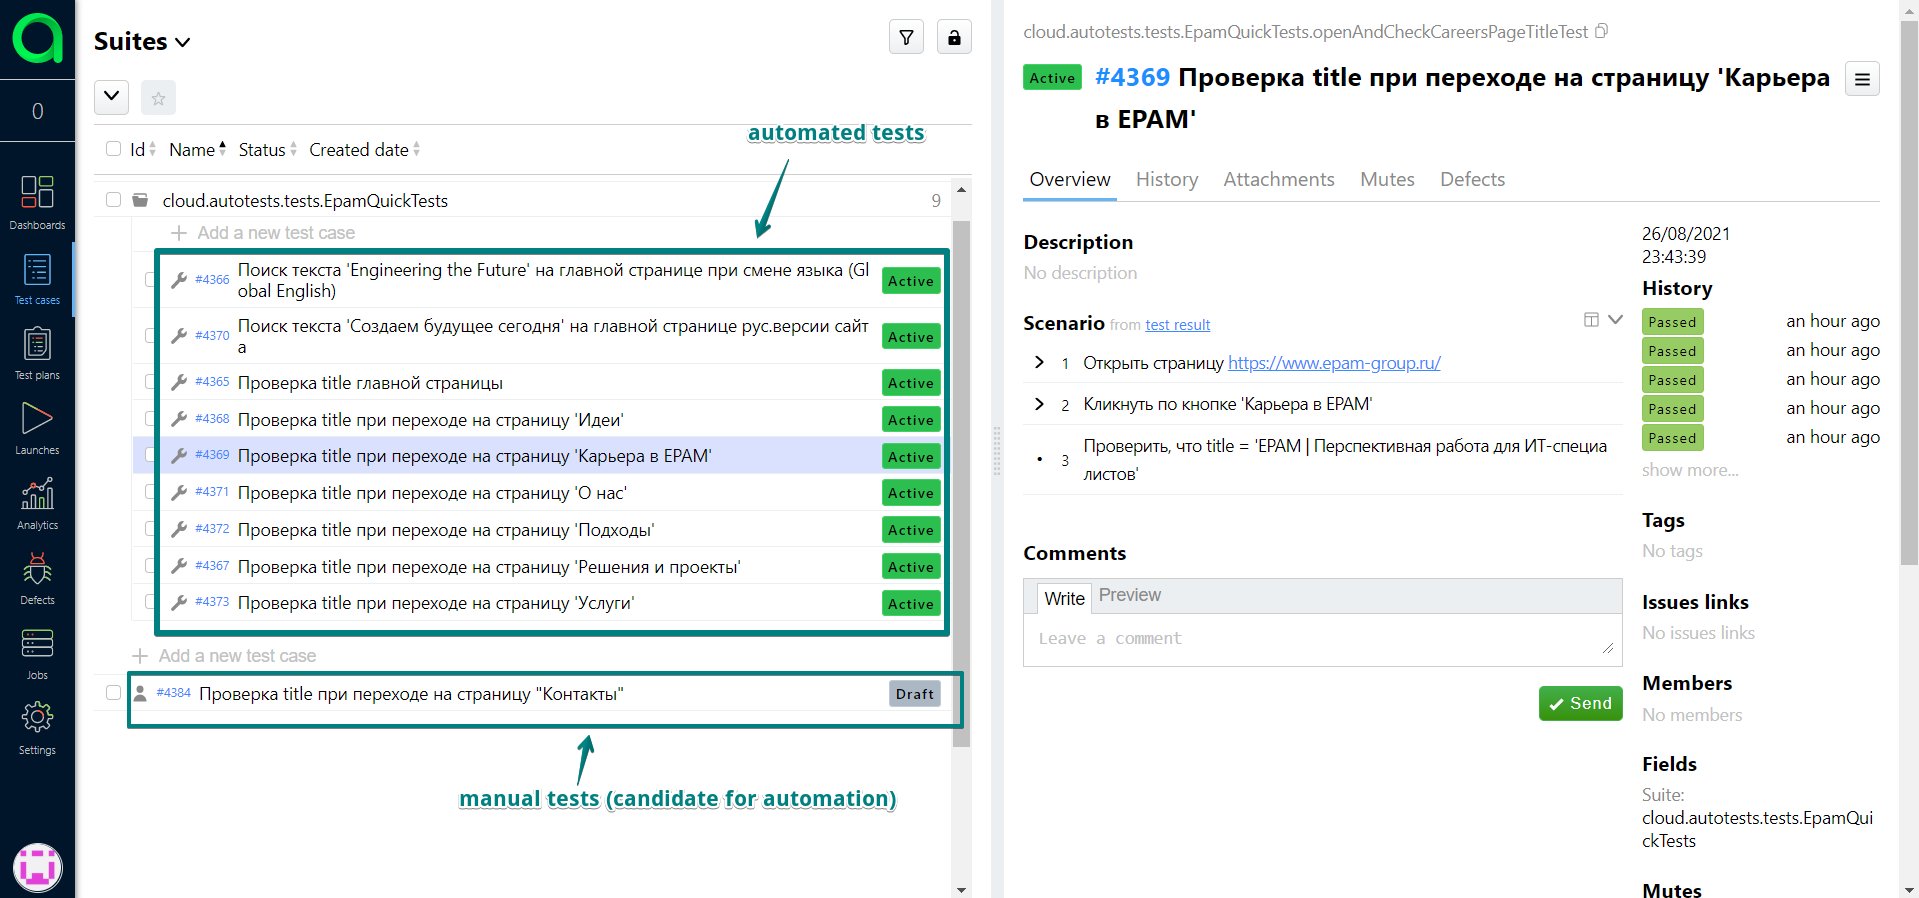 0
Dashboards
Test cases
Test plans
Launches
Analytics
Defects
Jobs
Settings
Suites
automated tests
Id Name Status Created date
cloud.autotests.tests.EpamQuickTests 9
Add a new test case
#4366 Поиск текста 'Engineering the Future' на главной странице при смене языка (Gl
obal English) Active
#4370 Поиск текста 'Создаем будущее сегодня' на главной странице рус.версии сайт
а Active
#4365 Проверка title главной страницы Active
#4368 Проверка title при переходе на страницу 'Идеи' Active
#4369 Проверка title при переходе на страницу 'Карьера в EPAM' Active
#4371 Проверка title при переходе на страницу 'О нас' Active
#4372 Проверка title при переходе на страницу 'Подходы' Active
#4367 Проверка title при переходе на страницу 'Решения и проекты' Active
#4373 Проверка title при переходе на страницу 'Услуги' Active
Add a new test case
#4384 Проверка title при переходе на страницу "Контакты" Draft
manual tests (candidate for automation)
cloud.autotests.tests.EpamQuickTests.openAndCheckCareersPageTitleTest
Active #4369 Проверка title при переходе на страницу 'Карьера
в EPAM'
Overview History Attachments Mutes Defects
Description
No description
Scenario from test result
1 Открыть страницу https://www.epam-group.ru/
2 Кликнуть по кнопке 'Карьера в EPAM'
3 Проверить, что title = 'EPAM | Перспективная работа для ИТ-специа
листов'
Comments
Write Preview
Leave a comment
Send
26/08/2021
23:43:39
History
Passed an hour ago
Passed an hour ago
Passed an hour ago
Passed an hour ago
Passed an hour ago
show more...
Tags
No tags
Issues links
No issues links
Members
No members
Fields
Suite:
cloud.autotests.tests.EpamQui
ckTests
Mutes